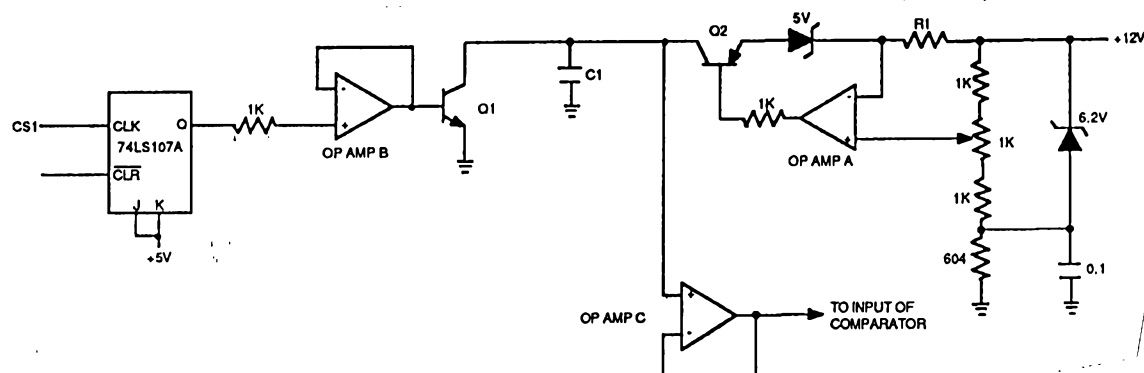 CS1
CLK
Q
74LS107A
CLR
J K
+5V
1K
-
+
OP AMP B
Q1
C1
Q2
5V
R1
+12V
1K
-
+
OP AMP A
1K
1K
1K
6.2V
604
0.1
OP AMP C
+
-
TO INPUT OF
COMPARATOR